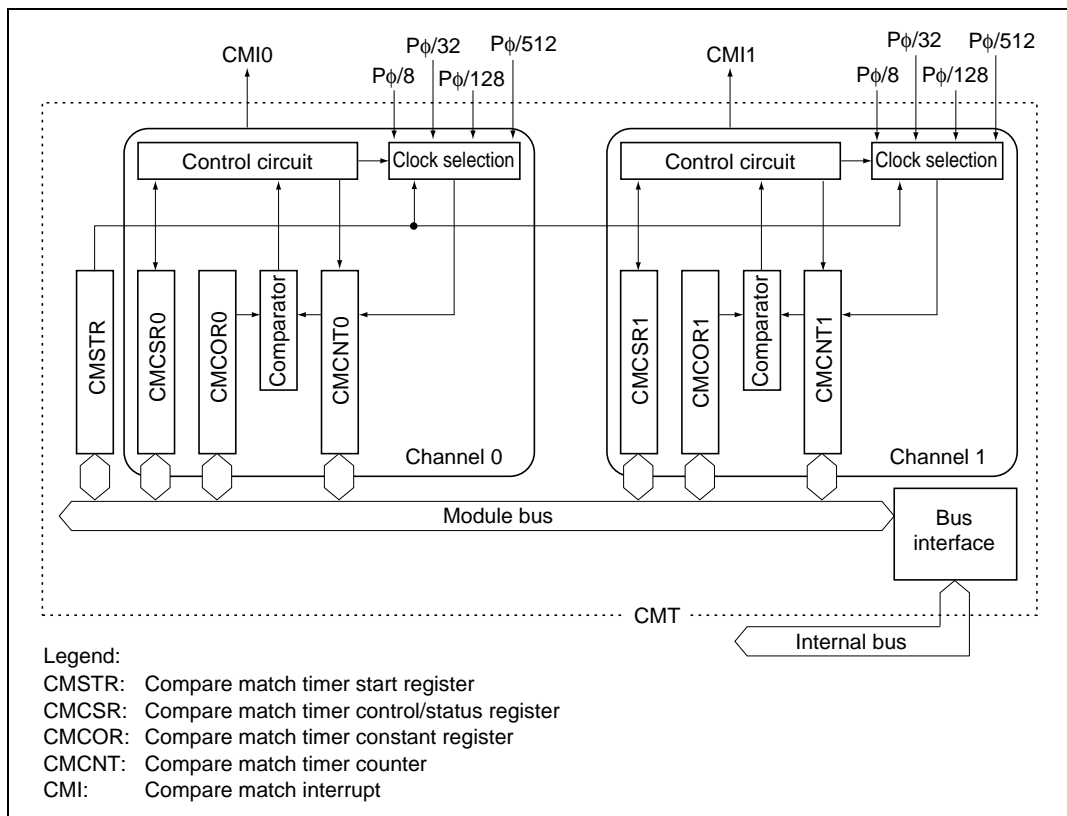 CMI0
Pϕ/32
Pϕ/512
Pϕ/8
Pϕ/128
CMI1
Pϕ/32
Pϕ/512
Pϕ/8
Pϕ/128
Control circuit
Clock selection
Control circuit
Clock selection
CMSTR
CMCSR0
CMCOR0
Comparator
CMCNT0
CMCSR1
CMCOR1
Comparator
CMCNT1
Channel 0
Channel 1
Module bus
Bus
interface
CMT
Internal bus
Legend:
CMSTR: Compare match timer start register
CMCSR: Compare match timer control/status register
CMCOR: Compare match timer constant register
CMCNT: Compare match timer counter
CMI: Compare match interrupt